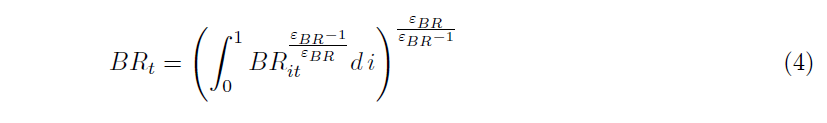 $$BR_t = \left( \int_0^1 BR_{it}^{\frac{\varepsilon_{BR}-1}{\varepsilon_{BR}}} d\,i \right)^{\frac{\varepsilon_{BR}}{\varepsilon_{BR}-1}} \quad (4)$$